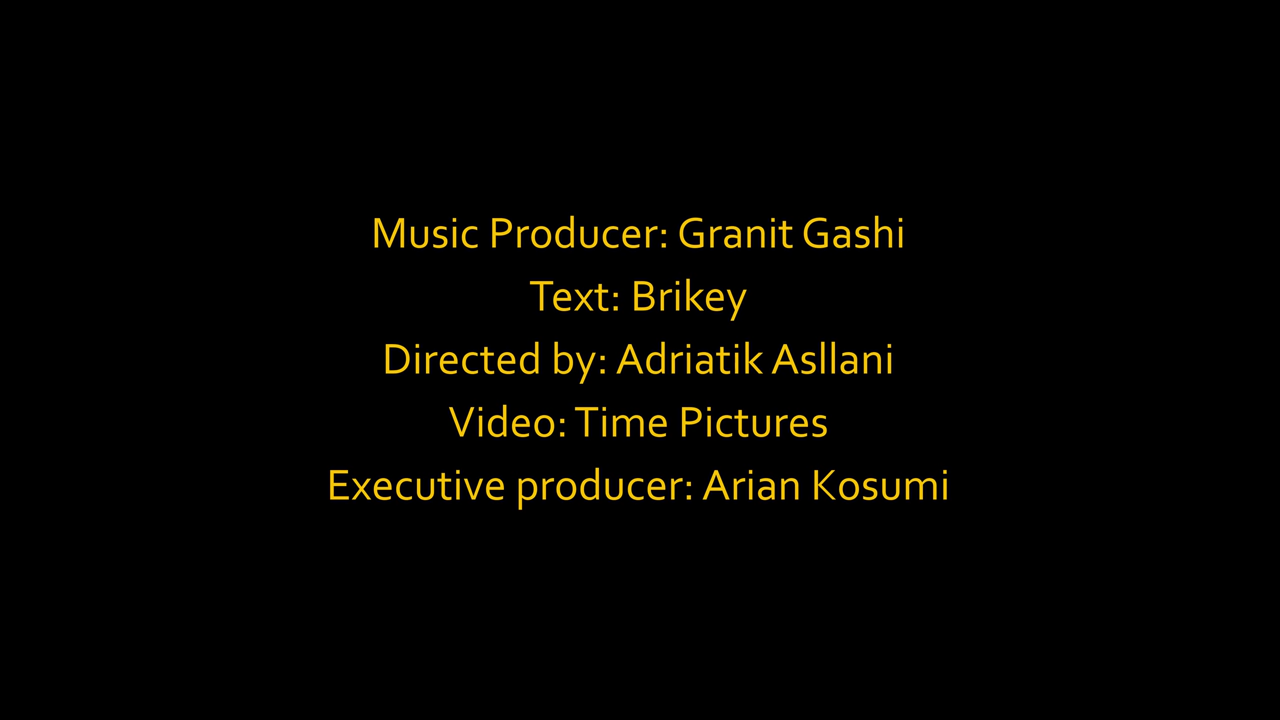 Music Producer: Granit Gashi
Text: Brikey
Directed by: Adriatik Asllani
Video: Time Pictures
Executive producer: Arian Kosumi